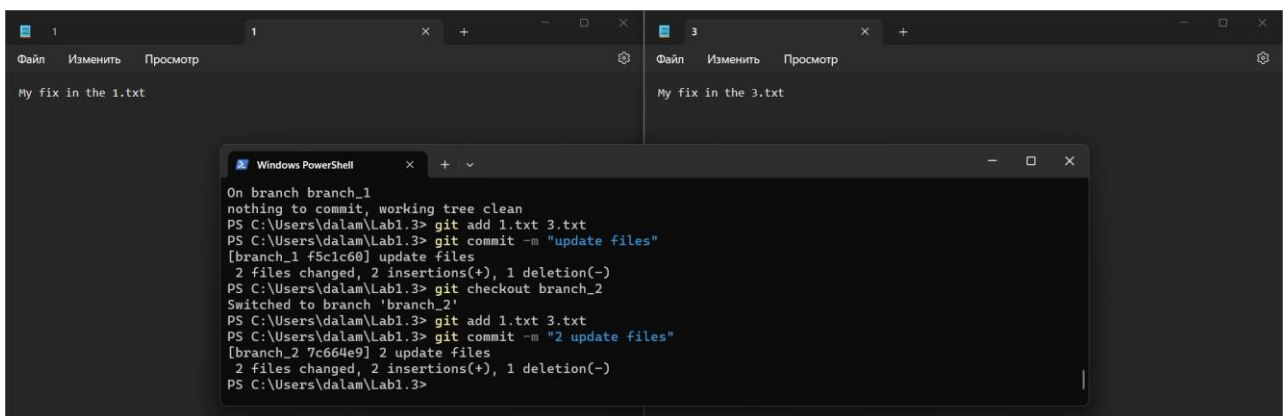 1
1
Файл Изменить Просмотр
My fix in the 1.txt
3
Файл Изменить Просмотр
My fix in the 3.txt
Windows PowerShell
On branch branch_1
nothing to commit, working tree clean
PS C:\Users\dalam\Lab1.3> git add 1.txt 3.txt
PS C:\Users\dalam\Lab1.3> git commit -m "update files"
[branch_1 f5c1c60] update files
 2 files changed, 2 insertions(+), 1 deletion(-)
PS C:\Users\dalam\Lab1.3> git checkout branch_2
Switched to branch 'branch_2'
PS C:\Users\dalam\Lab1.3> git add 1.txt 3.txt
PS C:\Users\dalam\Lab1.3> git commit -m "2 update files"
[branch_2 7c664e9] 2 update files
 2 files changed, 2 insertions(+), 1 deletion(-)
PS C:\Users\dalam\Lab1.3>